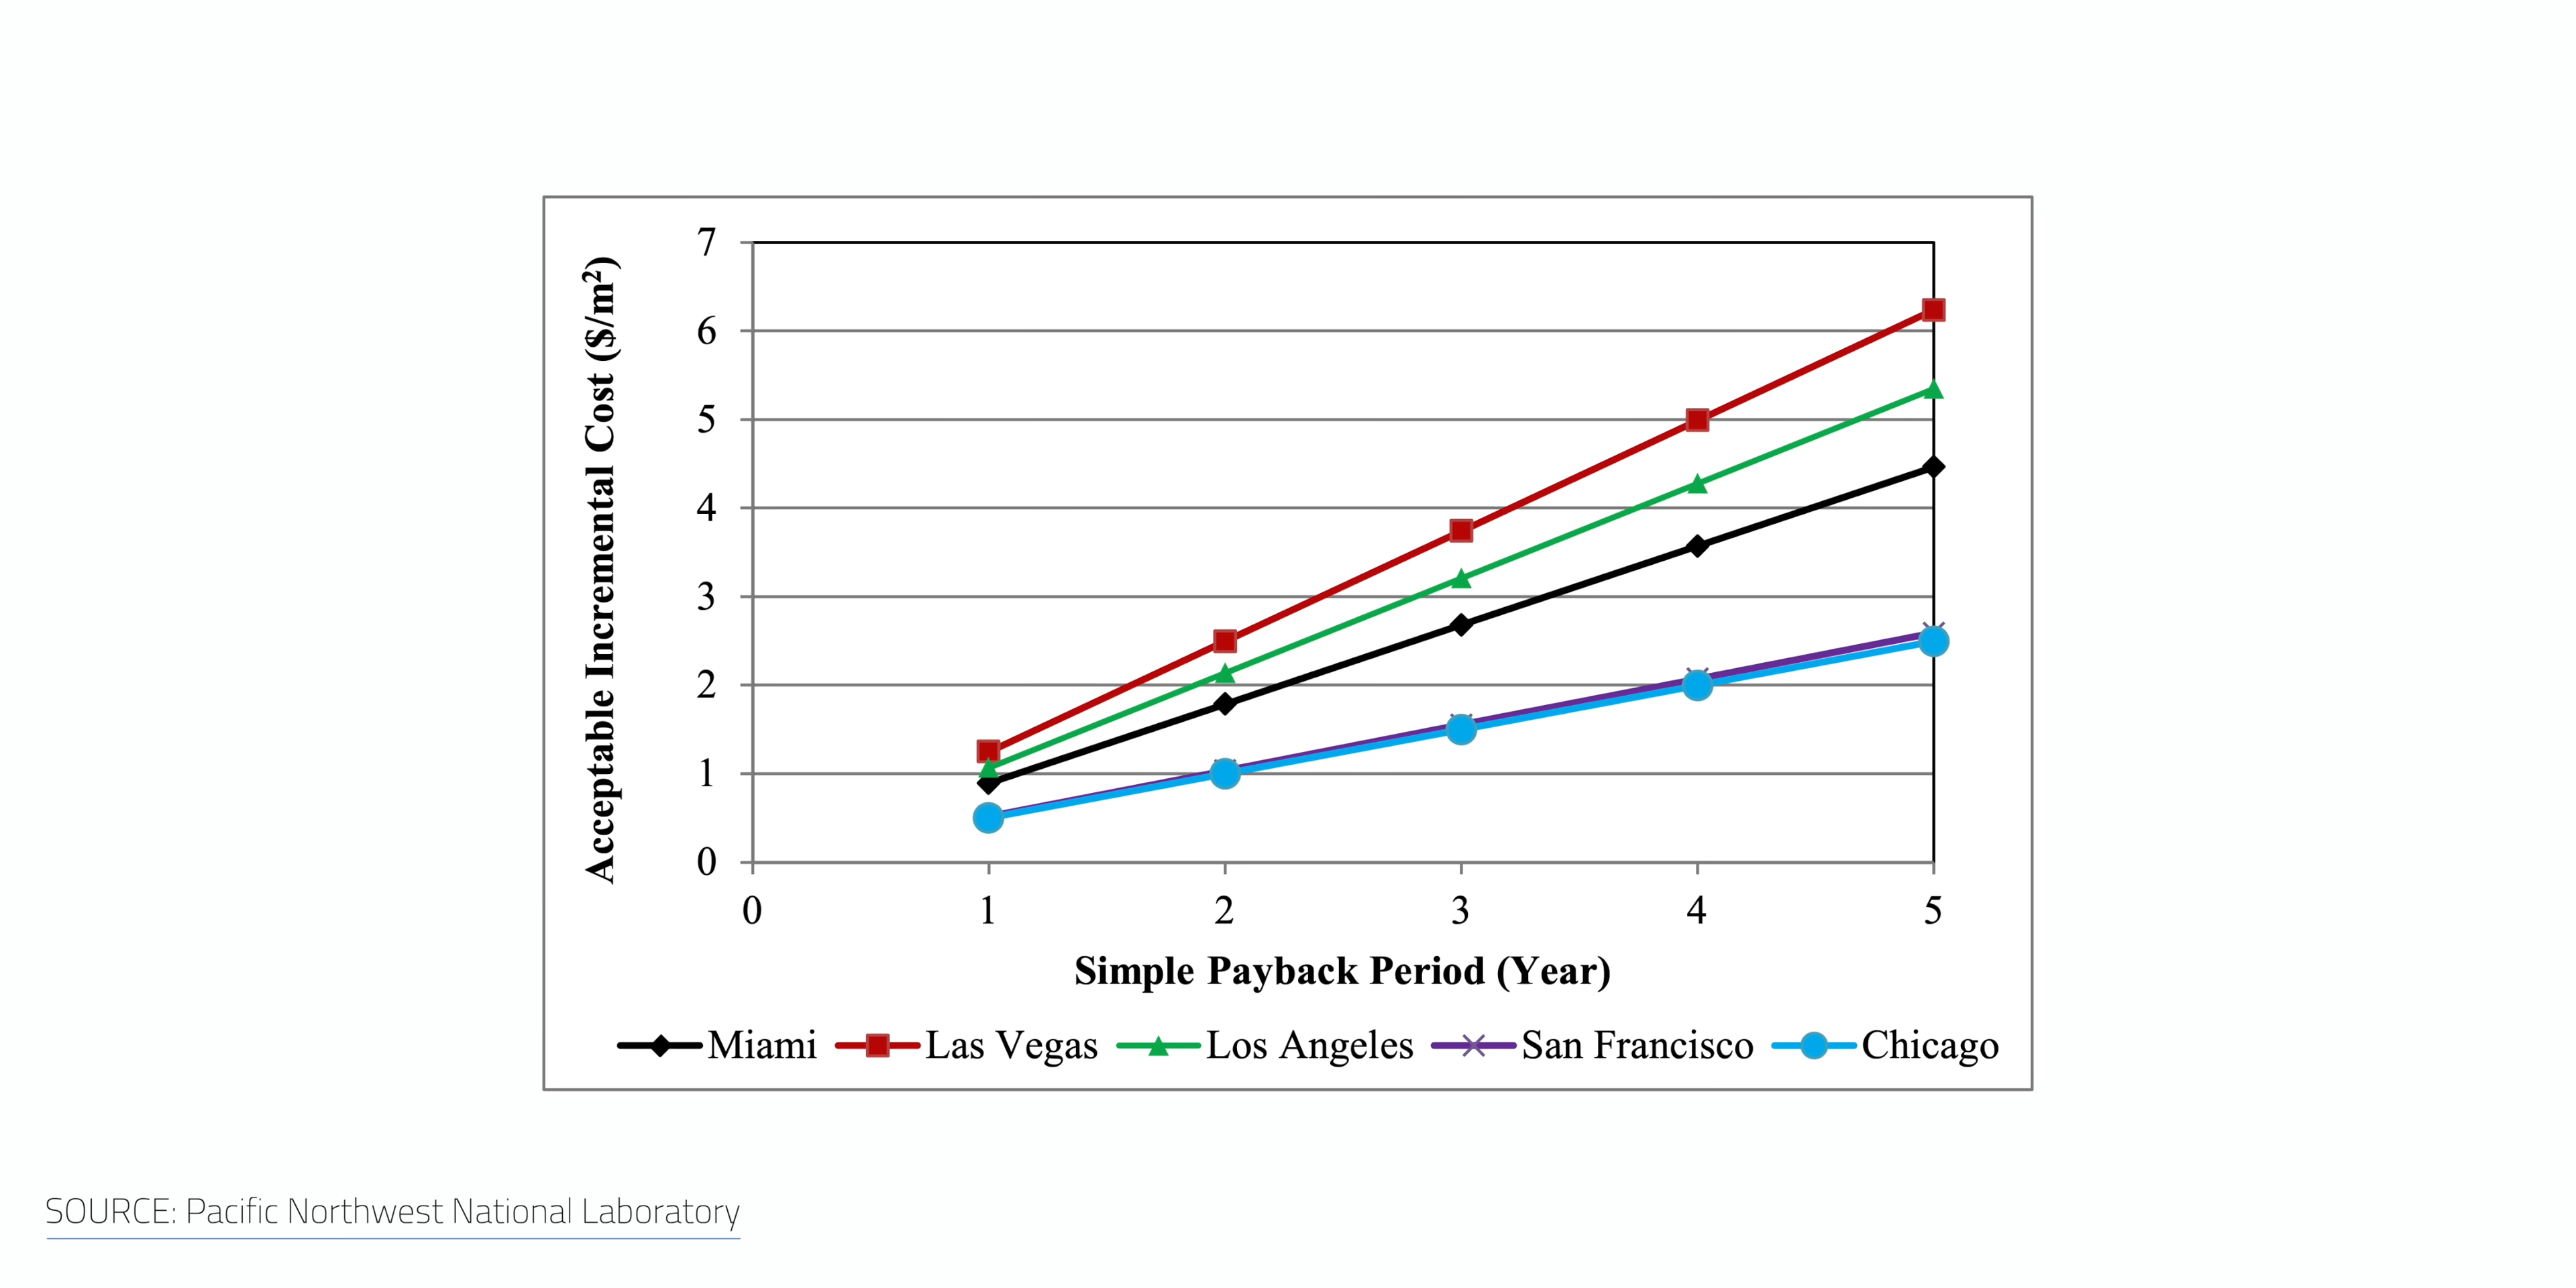 7
6
5
4
3
2
1
0
Acceptable Incremental Cost ($/m²)
0 1 2 3 4 5
Simple Payback Period (Year)
Miami Las Vegas Los Angeles San Francisco Chicago
SOURCE: Pacific Northwest National Laboratory